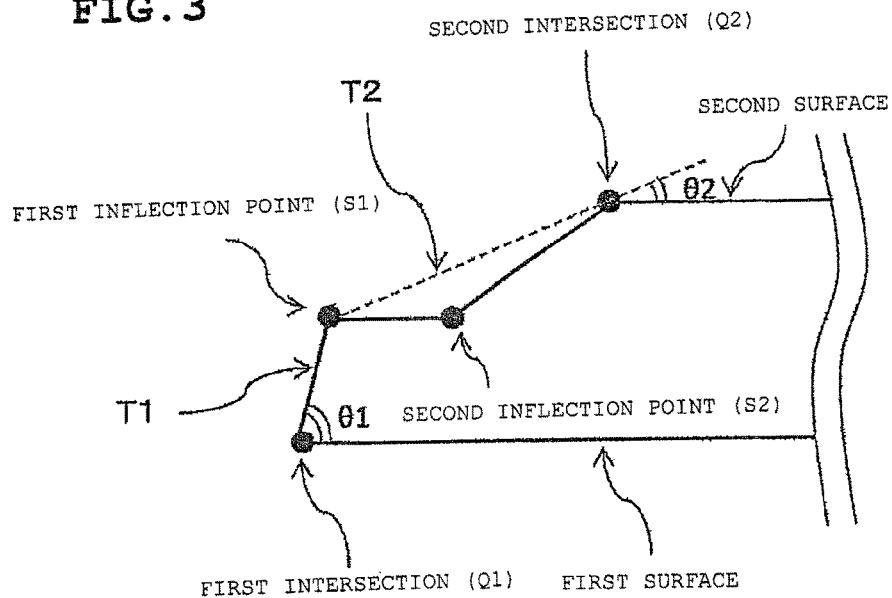 FIG.3
SECOND INTERSECTION (Q2)
T2
SECOND SURFACE
θ2
FIRST INFLECTION POINT (S1)
T1
θ1
SECOND INFLECTION POINT (S2)
FIRST INTERSECTION (Q1)
FIRST SURFACE